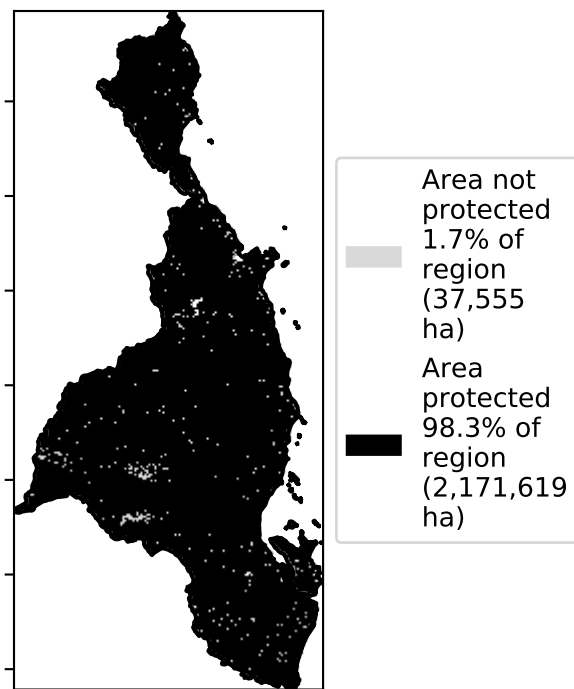 Area not
protected
1.7% of
region
(37,555
ha)
Area
protected
98.3% of
region
(2,171,619
ha)